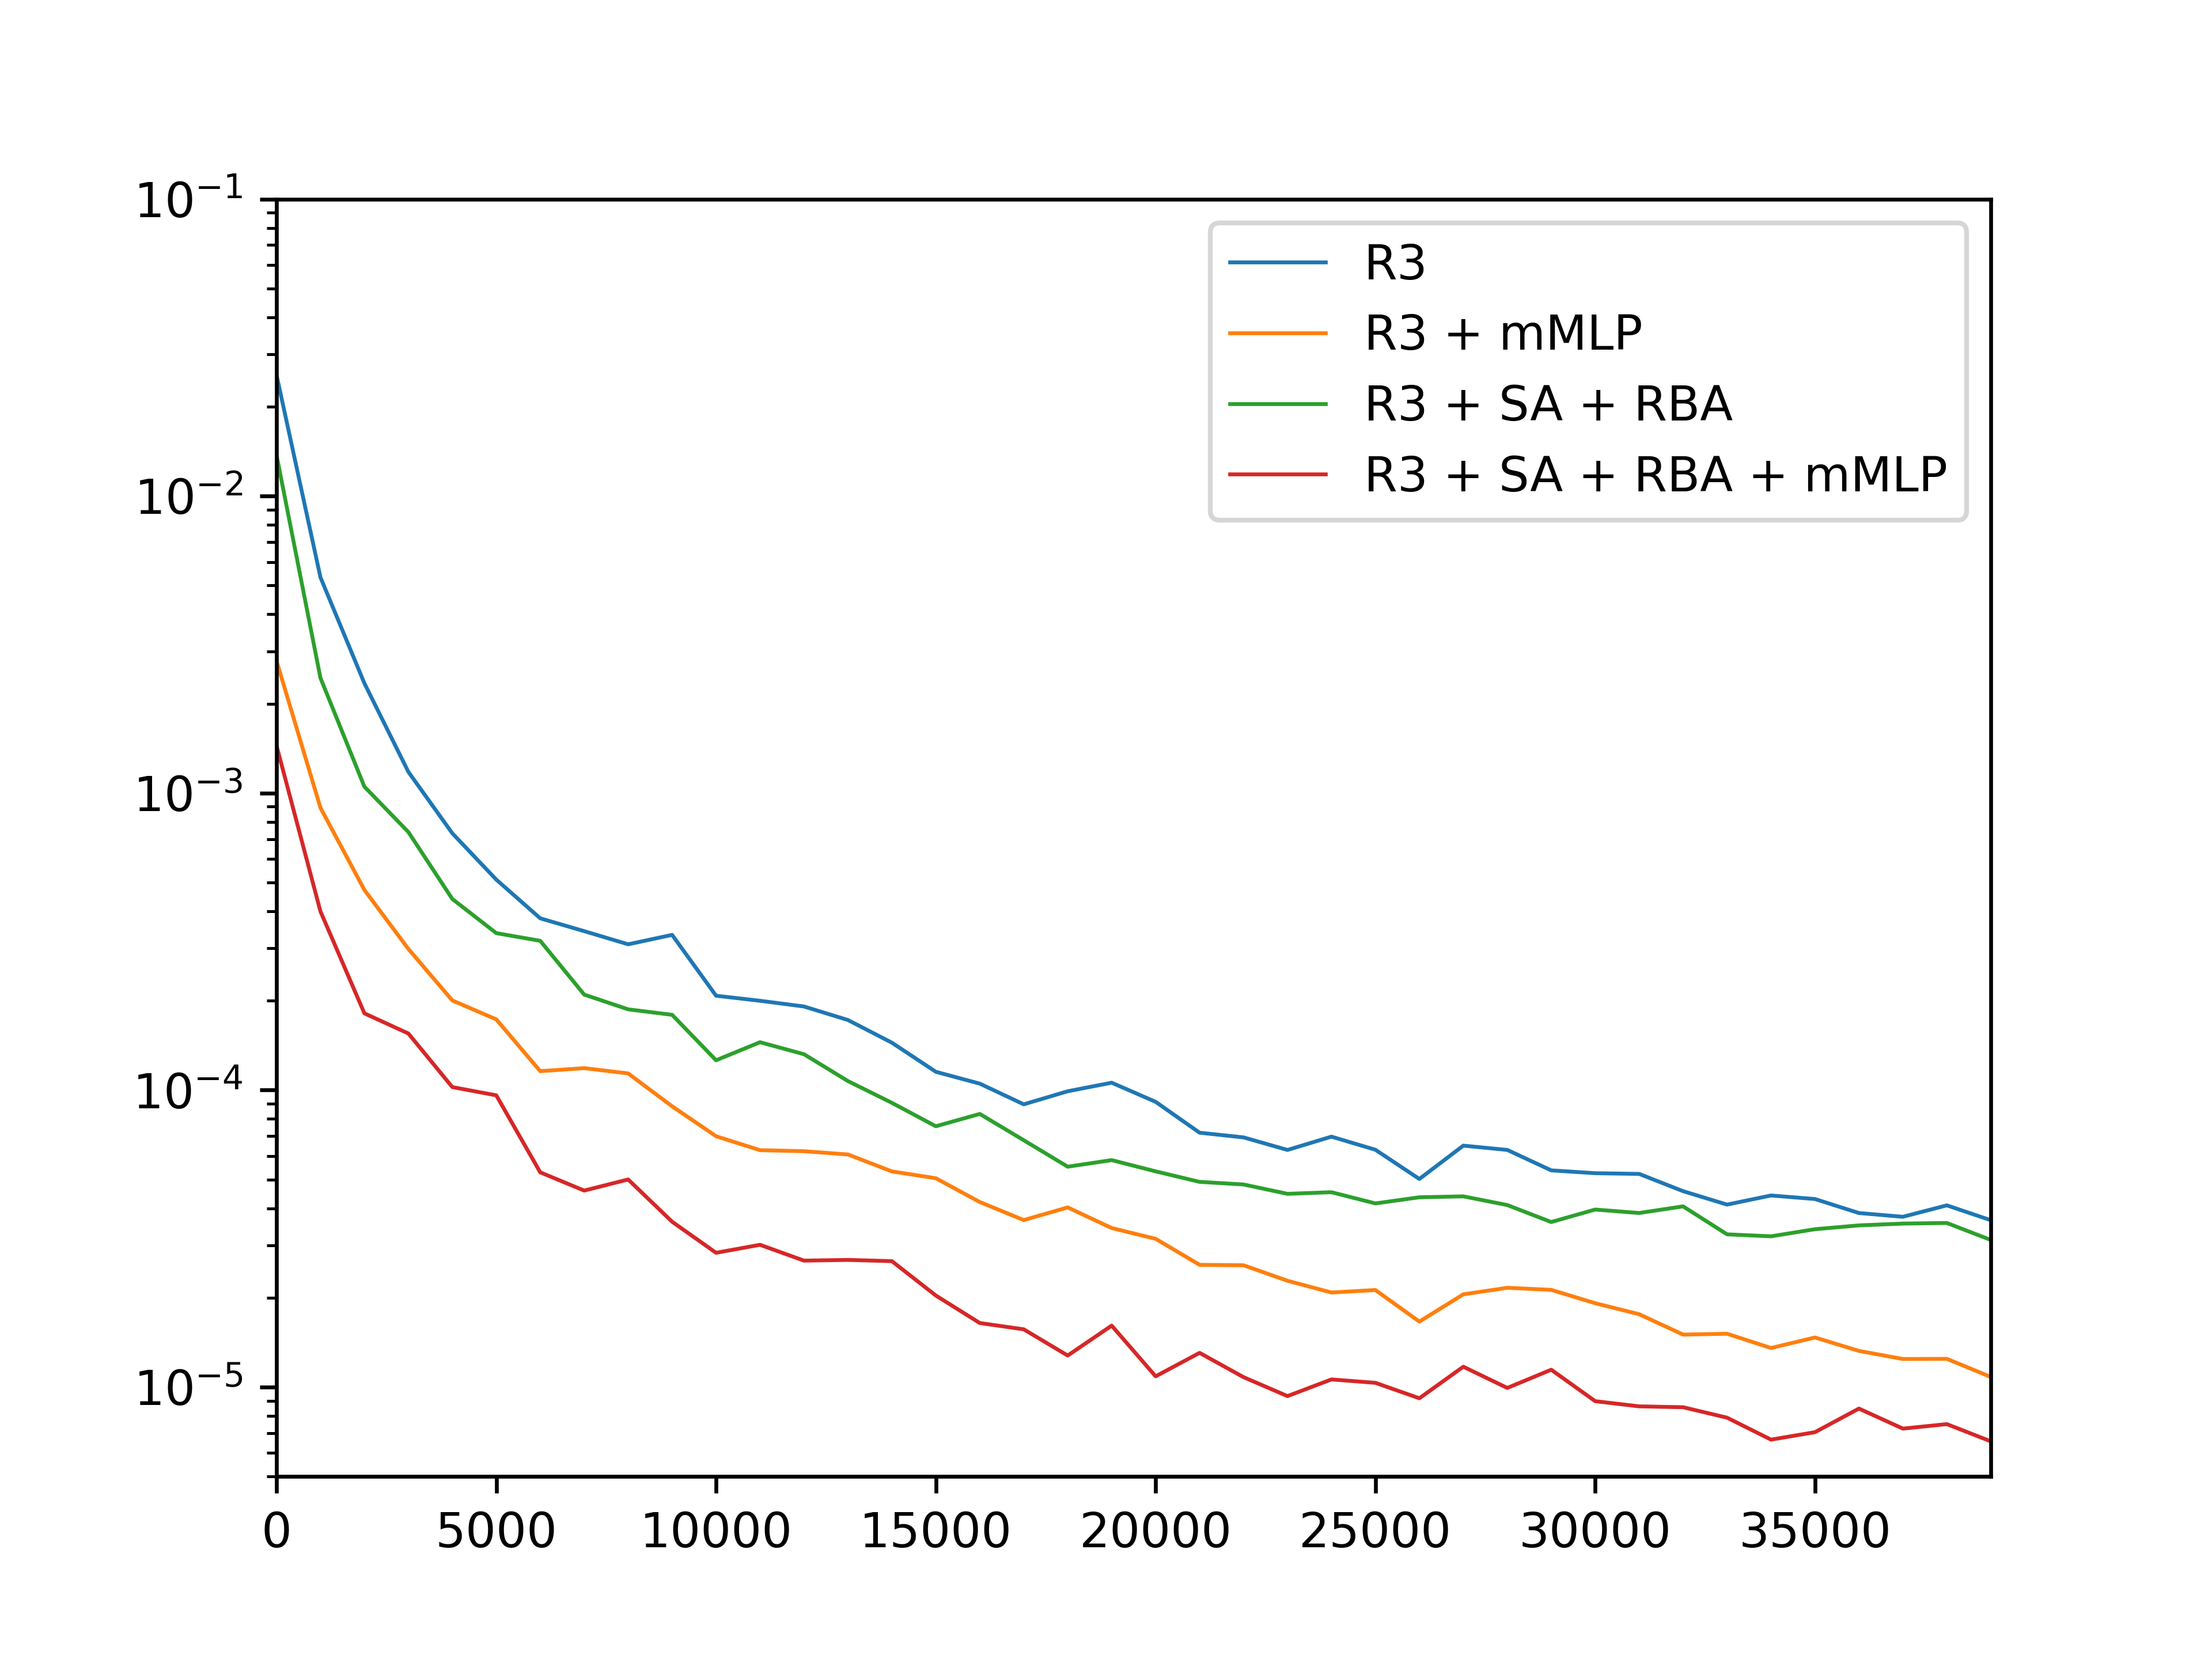 10⁻¹
10⁻²
10⁻³
10⁻⁴
10⁻⁵
R3
R3 + mMLP
R3 + SA + RBA
R3 + SA + RBA + mMLP
0 5000 10000 15000 20000 25000 30000 35000